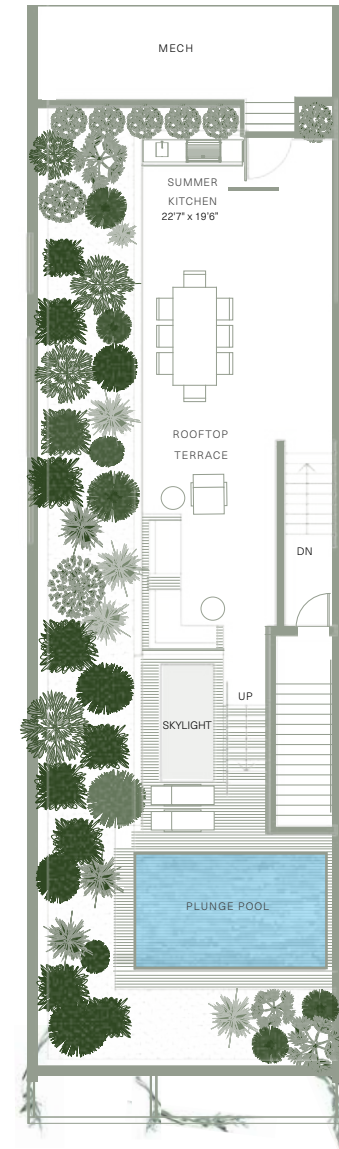 MECH
SUMMER
KITCHEN
22'7" x 19'6"
ROOFTOP
TERRACE
DN
UP
SKYLIGHT
PLUNGE POOL